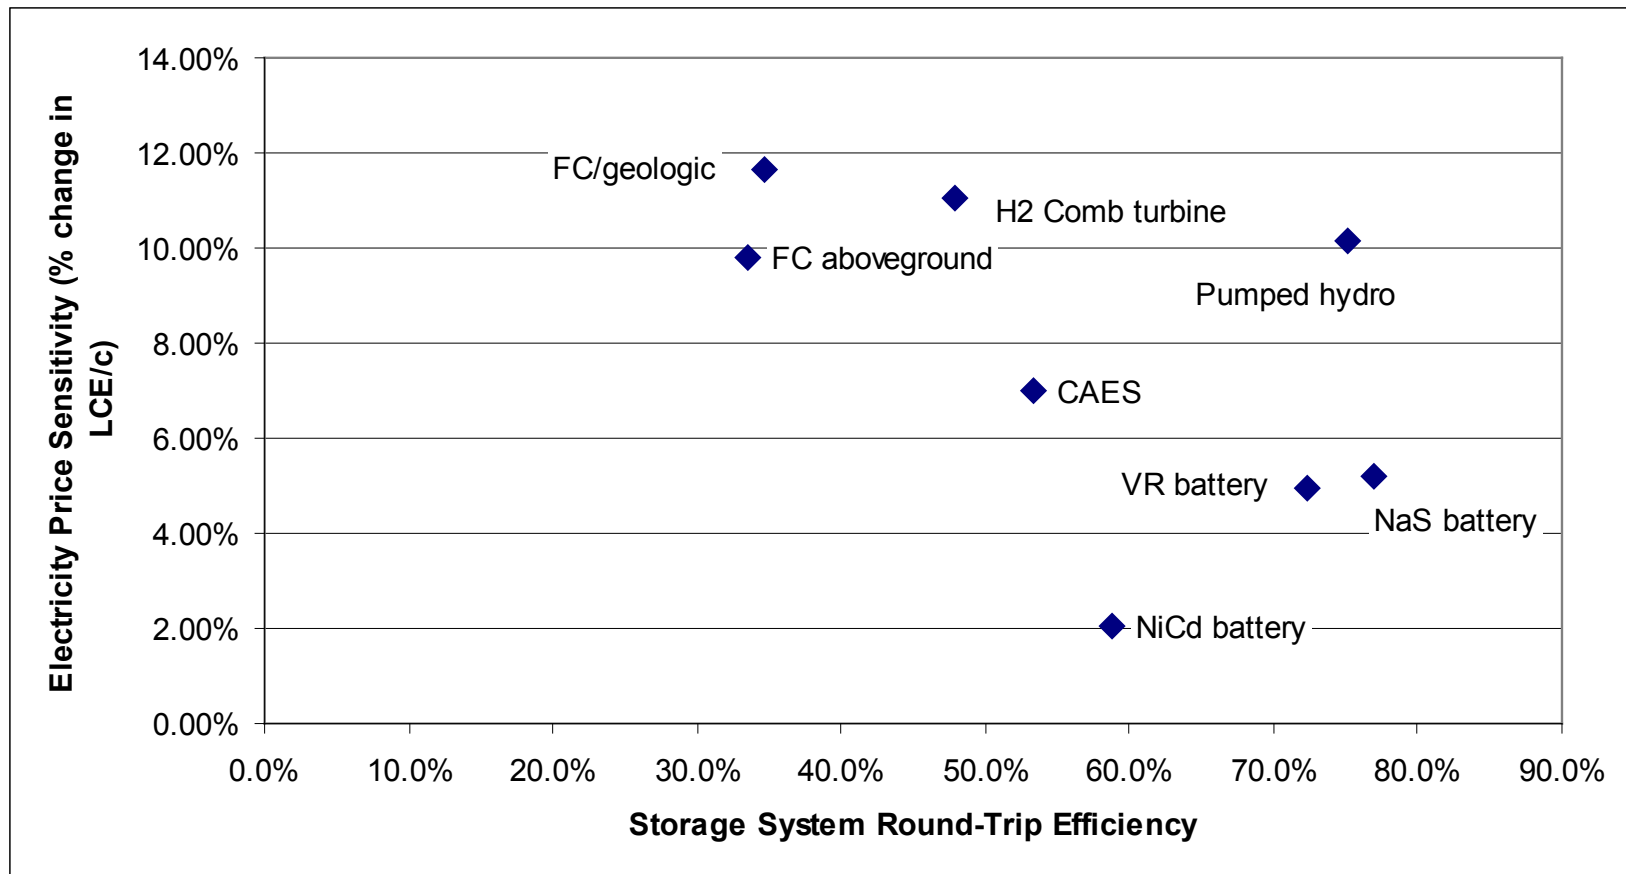 Electricity Price Sensitivity (% change in
LCE/c)
14.00%
12.00%
10.00%
8.00%
6.00%
4.00%
2.00%
0.00%
FC/geologic
H2 Comb turbine
FC aboveground
Pumped hydro
CAES
VR battery
NaS battery
NiCd battery
0.0% 10.0% 20.0% 30.0% 40.0% 50.0% 60.0% 70.0% 80.0% 90.0%
Storage System Round-Trip Efficiency